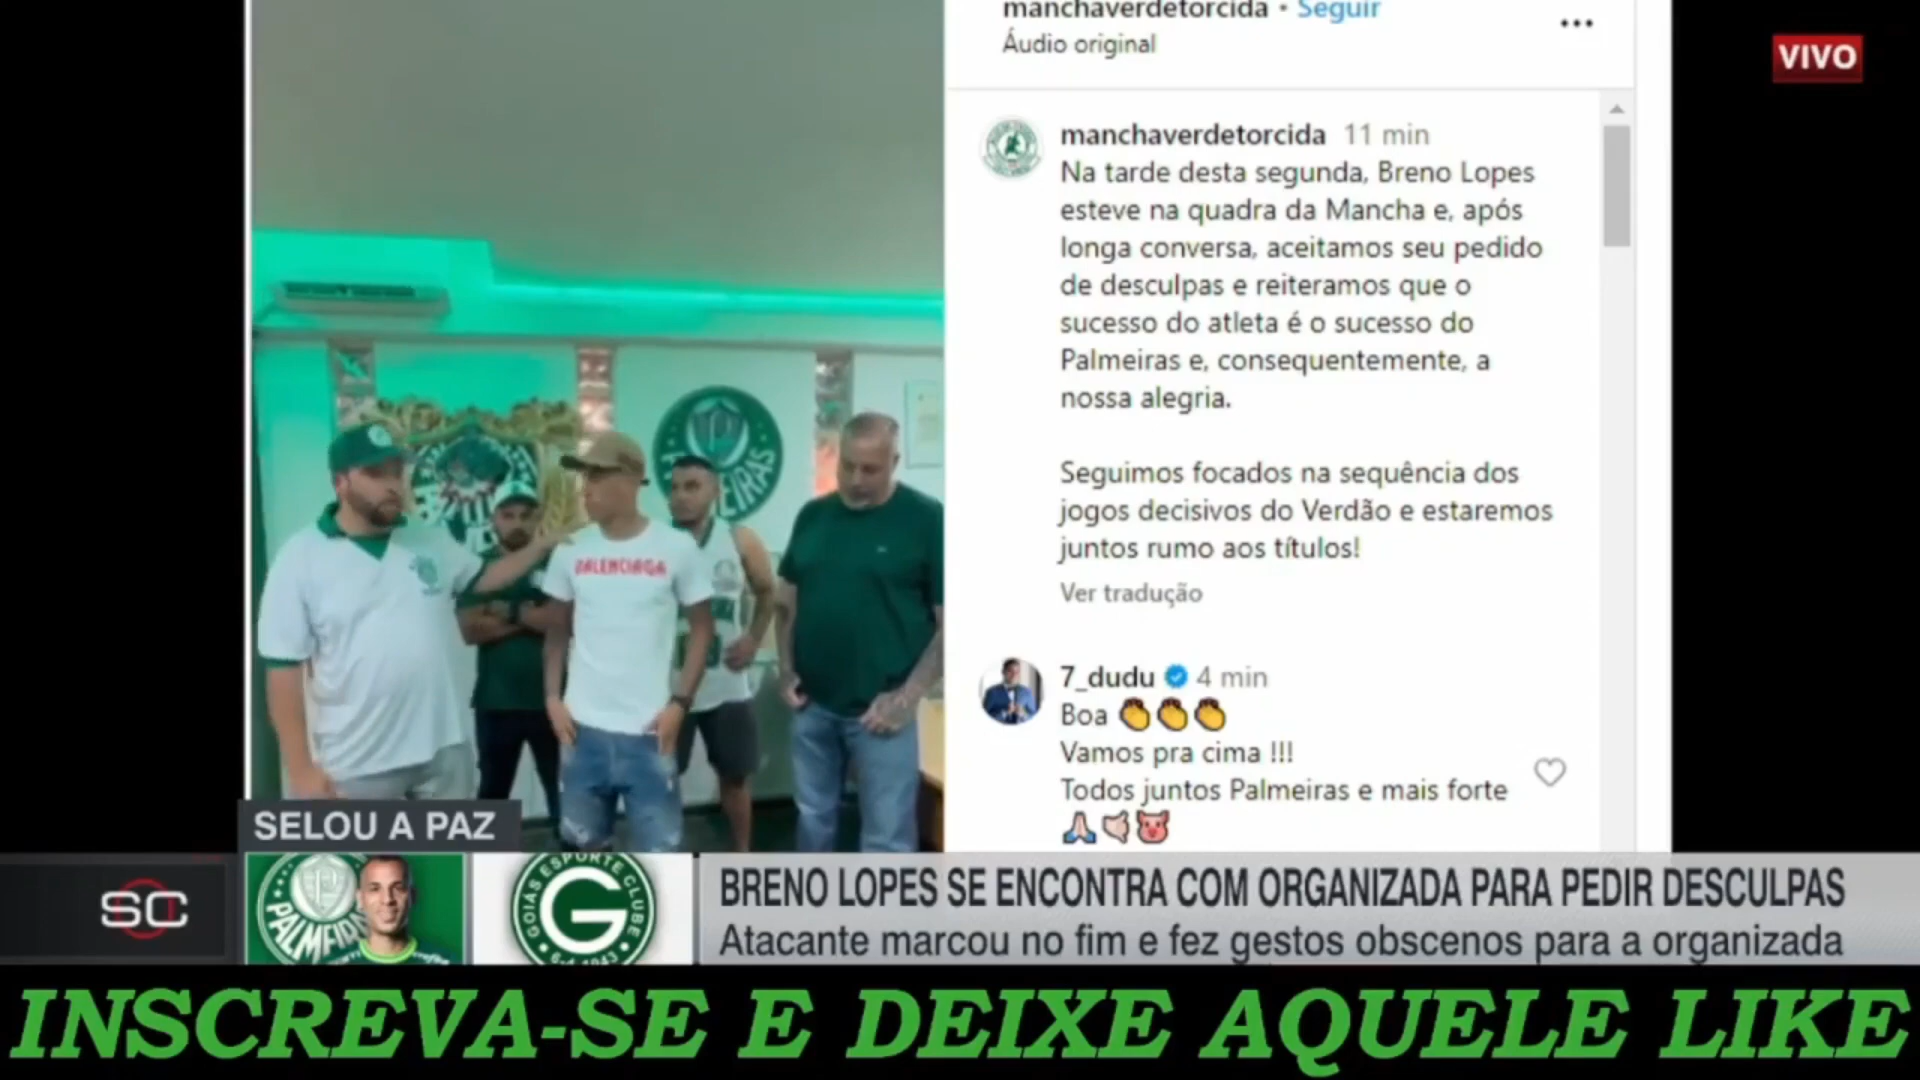 manchaverdetorcida • Seguir
Áudio original
VIVO
manchaverdetorcida 11 min
Na tarde desta segunda, Breno Lopes
esteve na quadra da Mancha e, após
longa conversa, aceitamos seu pedido
de desculpas e reiteramos que o
sucesso do atleta é o sucesso do
Palmeiras e, consequentemente, a
nossa alegria.
Seguimos focados na sequência dos
jogos decisivos do Verdão e estaremos
juntos rumo aos títulos!
Ver tradução
7_dudu 4 min
Boa 👏👏👏
Vamos pra cima !!!
Todos juntos Palmeiras e mais forte
BALENCIAGA
SELOU A PAZ
SC
PALMEIRAS
GOIÁS ESPORTE CLUBE
G
6-4-1943
BRENO LOPES SE ENCONTRA COM ORGANIZADA PARA PEDIR DESCULPAS
Atacante marcou no fim e fez gestos obscenos para a organizada
INSCREVA-SE E DEIXE AQUELE LIKE